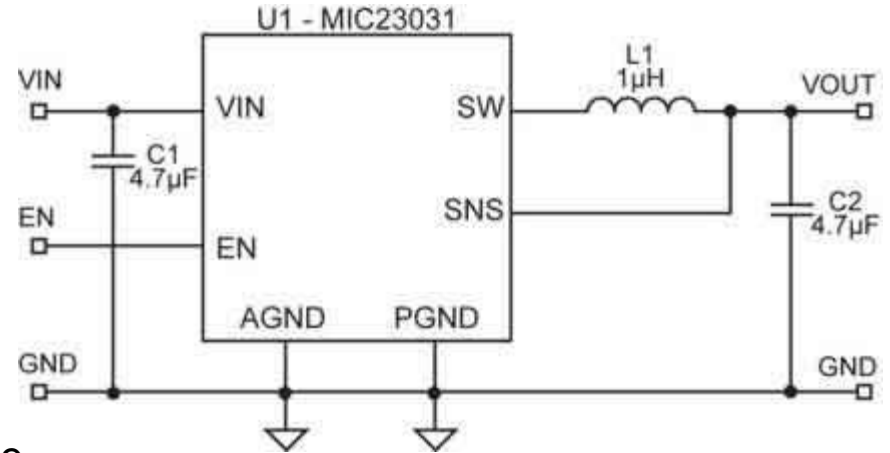 U1 - MIC23031
VIN
VIN
C1
4.7µF
EN
EN
AGND
PGND
SW
SNS
L1
1µH
VOUT
C2
4.7µF
GND
GND